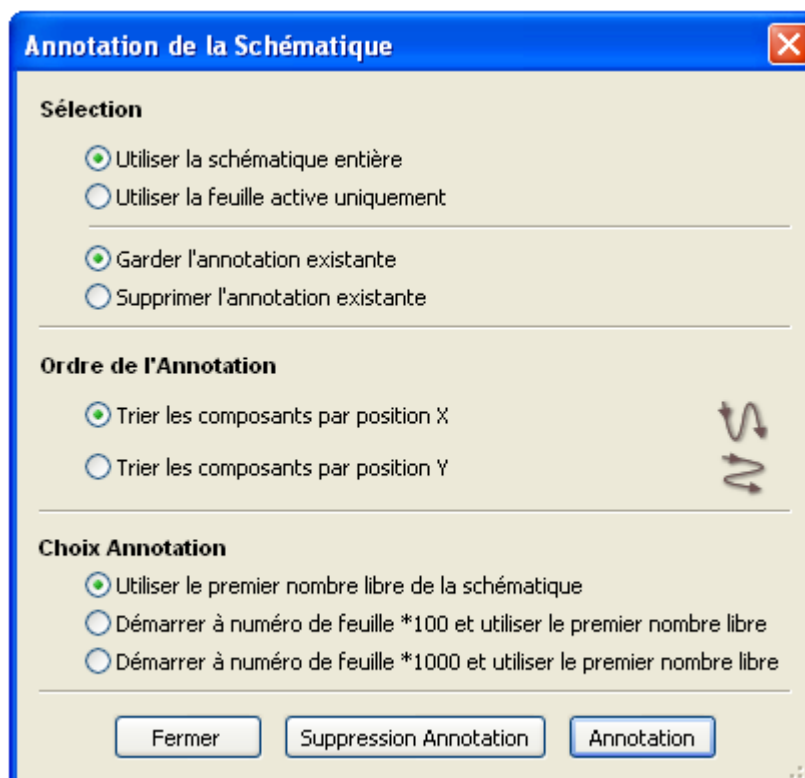 Annotation de la Schématique
Sélection
Utiliser la schématique entière
Utiliser la feuille active uniquement
Garder l'annotation existante
Supprimer l'annotation existante
Ordre de l'Annotation
Trier les composants par position X
Trier les composants par position Y
Choix Annotation
Utiliser le premier nombre libre de la schématique
Démarrer à numéro de feuille *100 et utiliser le premier nombre libre
Démarrer à numéro de feuille *1000 et utiliser le premier nombre libre
Fermer Suppression Annotation Annotation